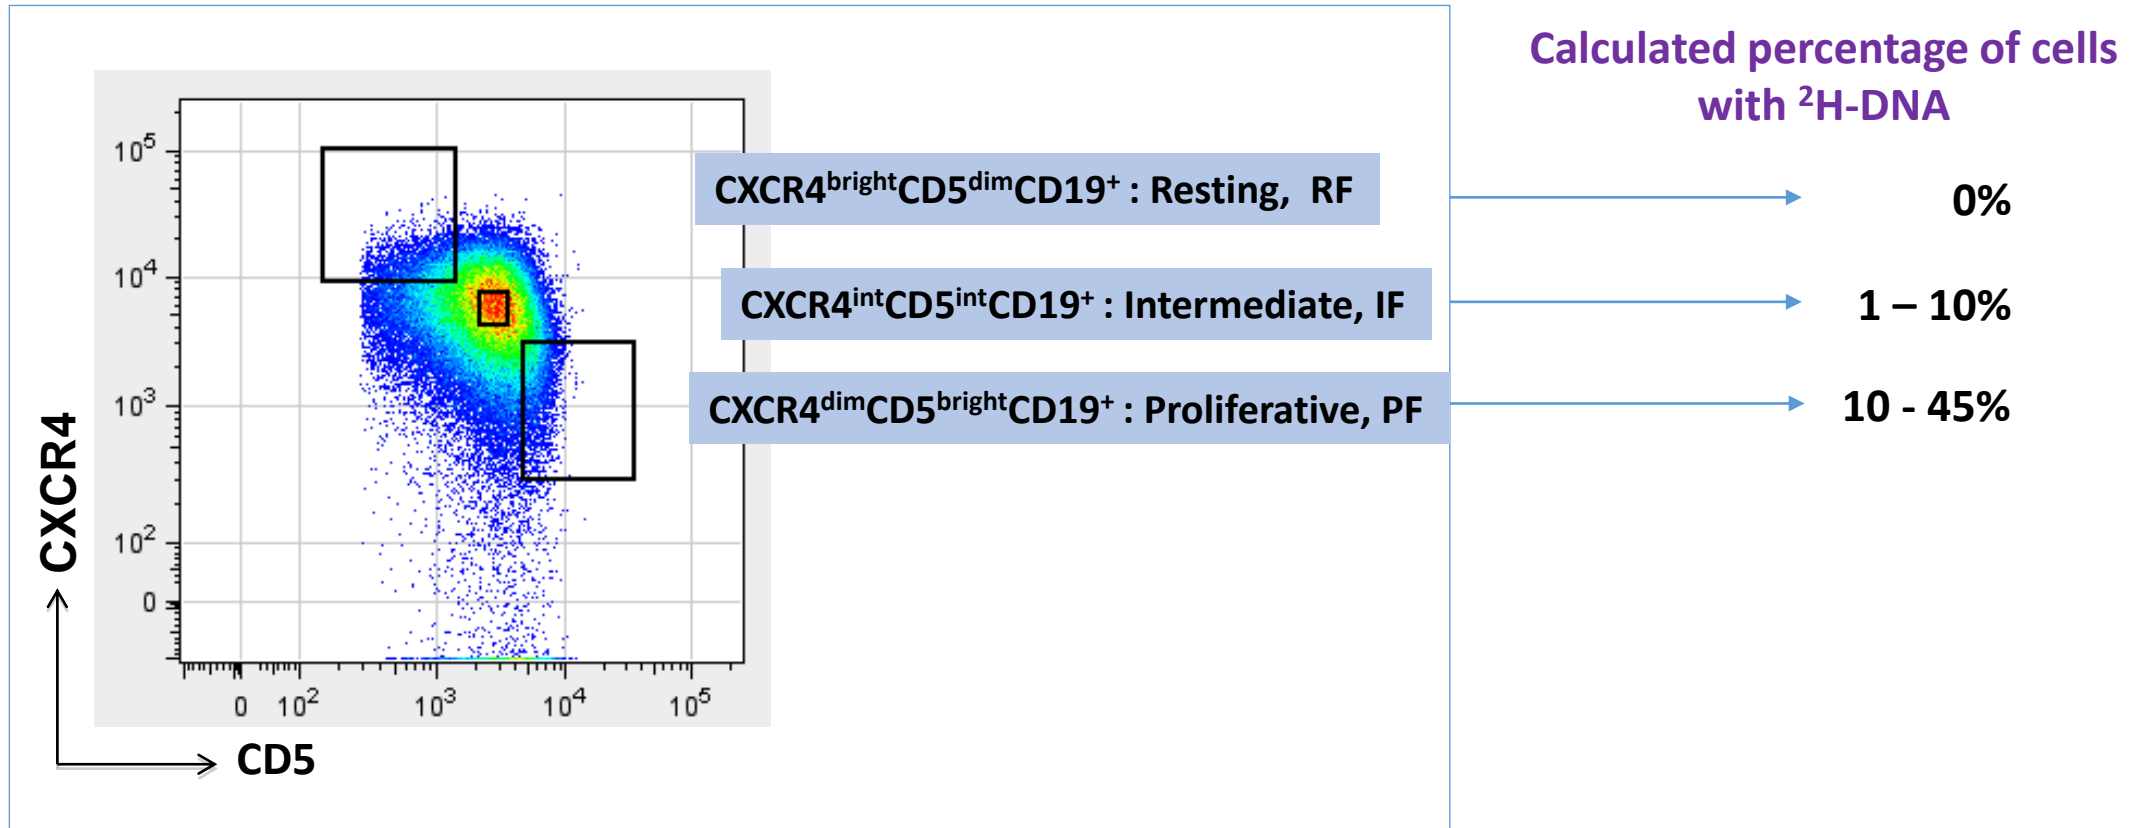 Calculated percentage of cells
with ²H-DNA
CXCR4ᵇʳⁱᵍʰᵗCD5ᵈⁱᵐCD19⁺ : Resting, RF
0%
CXCR4ⁱⁿᵗCD5ⁱⁿᵗCD19⁺ : Intermediate, IF
1 – 10%
CXCR4ᵈⁱᵐCD5ᵇʳⁱᵍʰᵗCD19⁺ : Proliferative, PF
10 - 45%
10⁵
10⁴
10³
10²
0
CXCR4
0 10² 10³ 10⁴ 10⁵
CD5